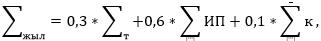 ∑жыл = 0,3 * ∑т +0,6 * ∑ ИП + 0,1 * ∑ к ,